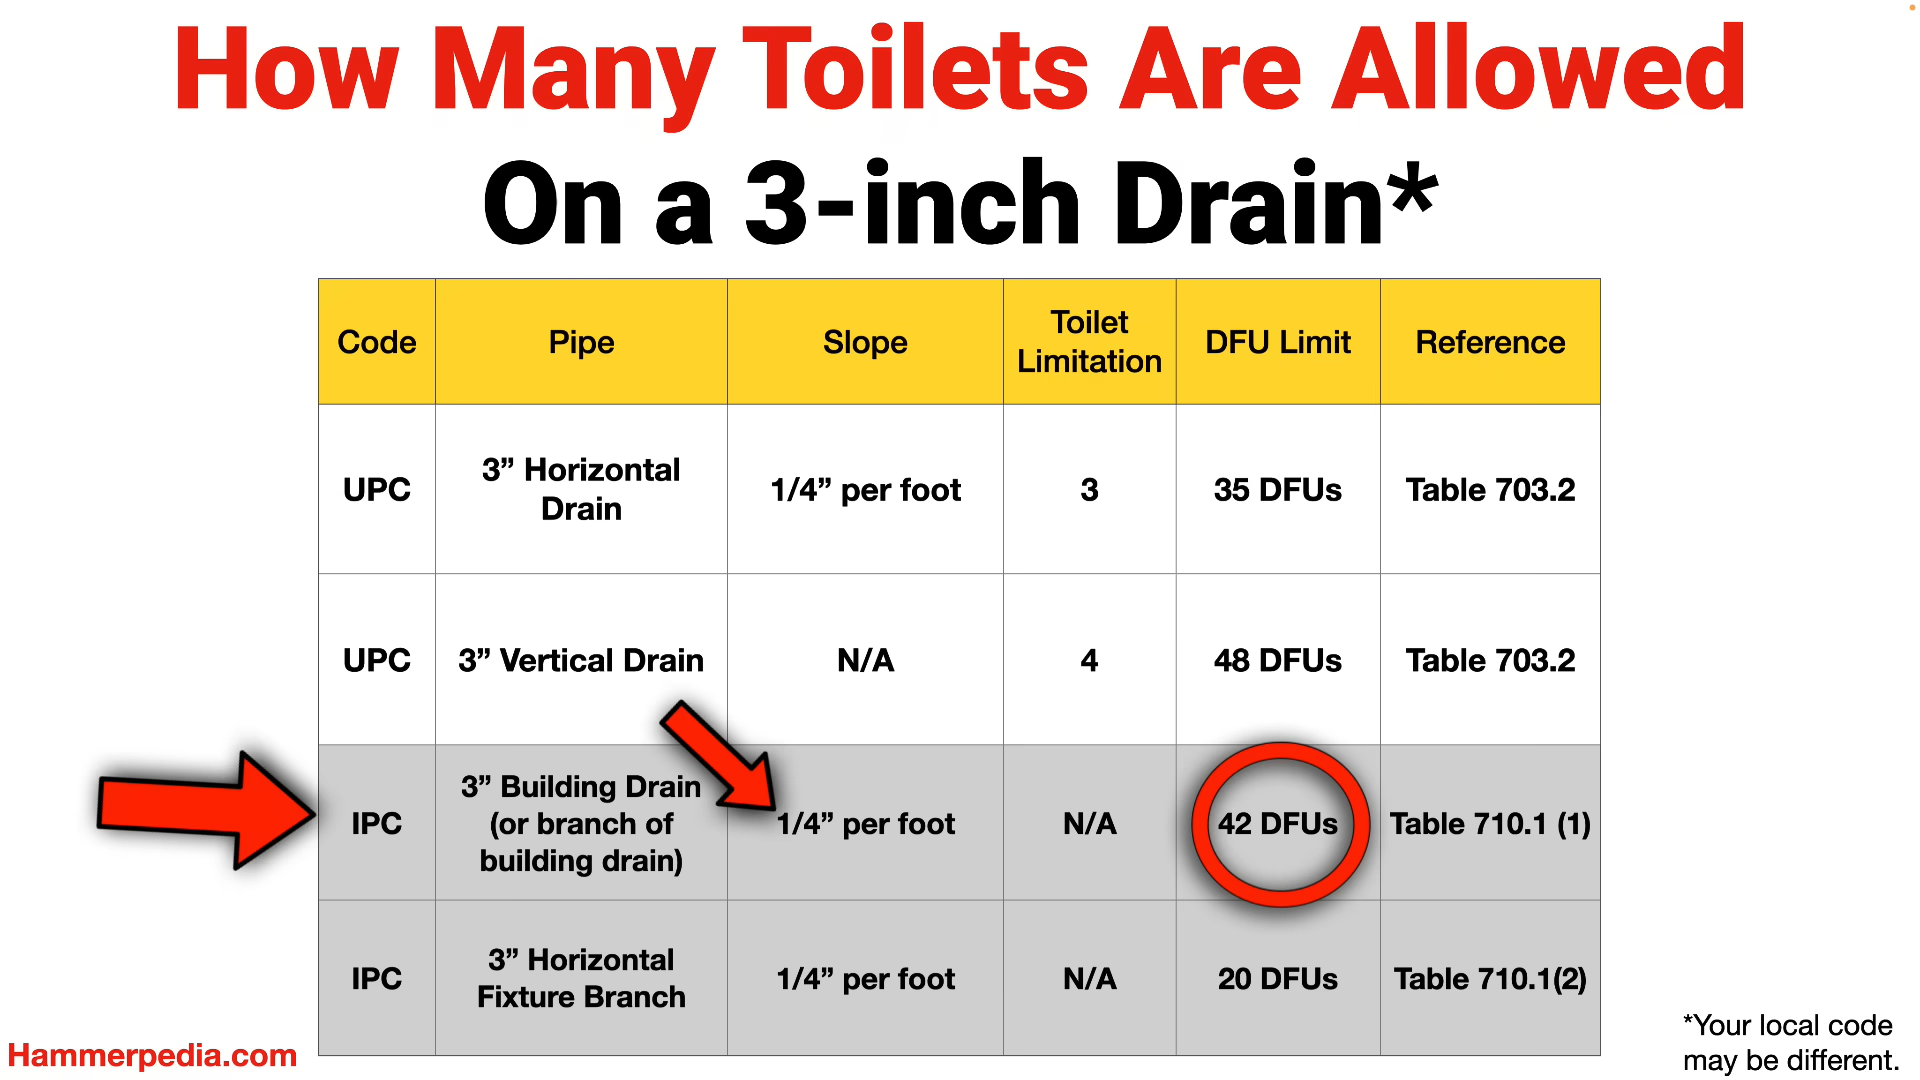 How Many Toilets Are Allowed
On a 3-inch Drain*
Code
Pipe
Slope
Toilet
Limitation
DFU Limit
Reference
UPC
3” Horizontal
Drain
1/4” per foot
3
35 DFUs
Table 703.2
UPC
3” Vertical Drain
N/A
4
48 DFUs
Table 703.2
IPC
3” Building Drain
(or branch of
building drain)
1/4” per foot
N/A
42 DFUs
Table 710.1 (1)
IPC
3” Horizontal
Fixture Branch
1/4” per foot
N/A
20 DFUs
Table 710.1(2)
Hammerpedia.com
*Your local code
may be different.